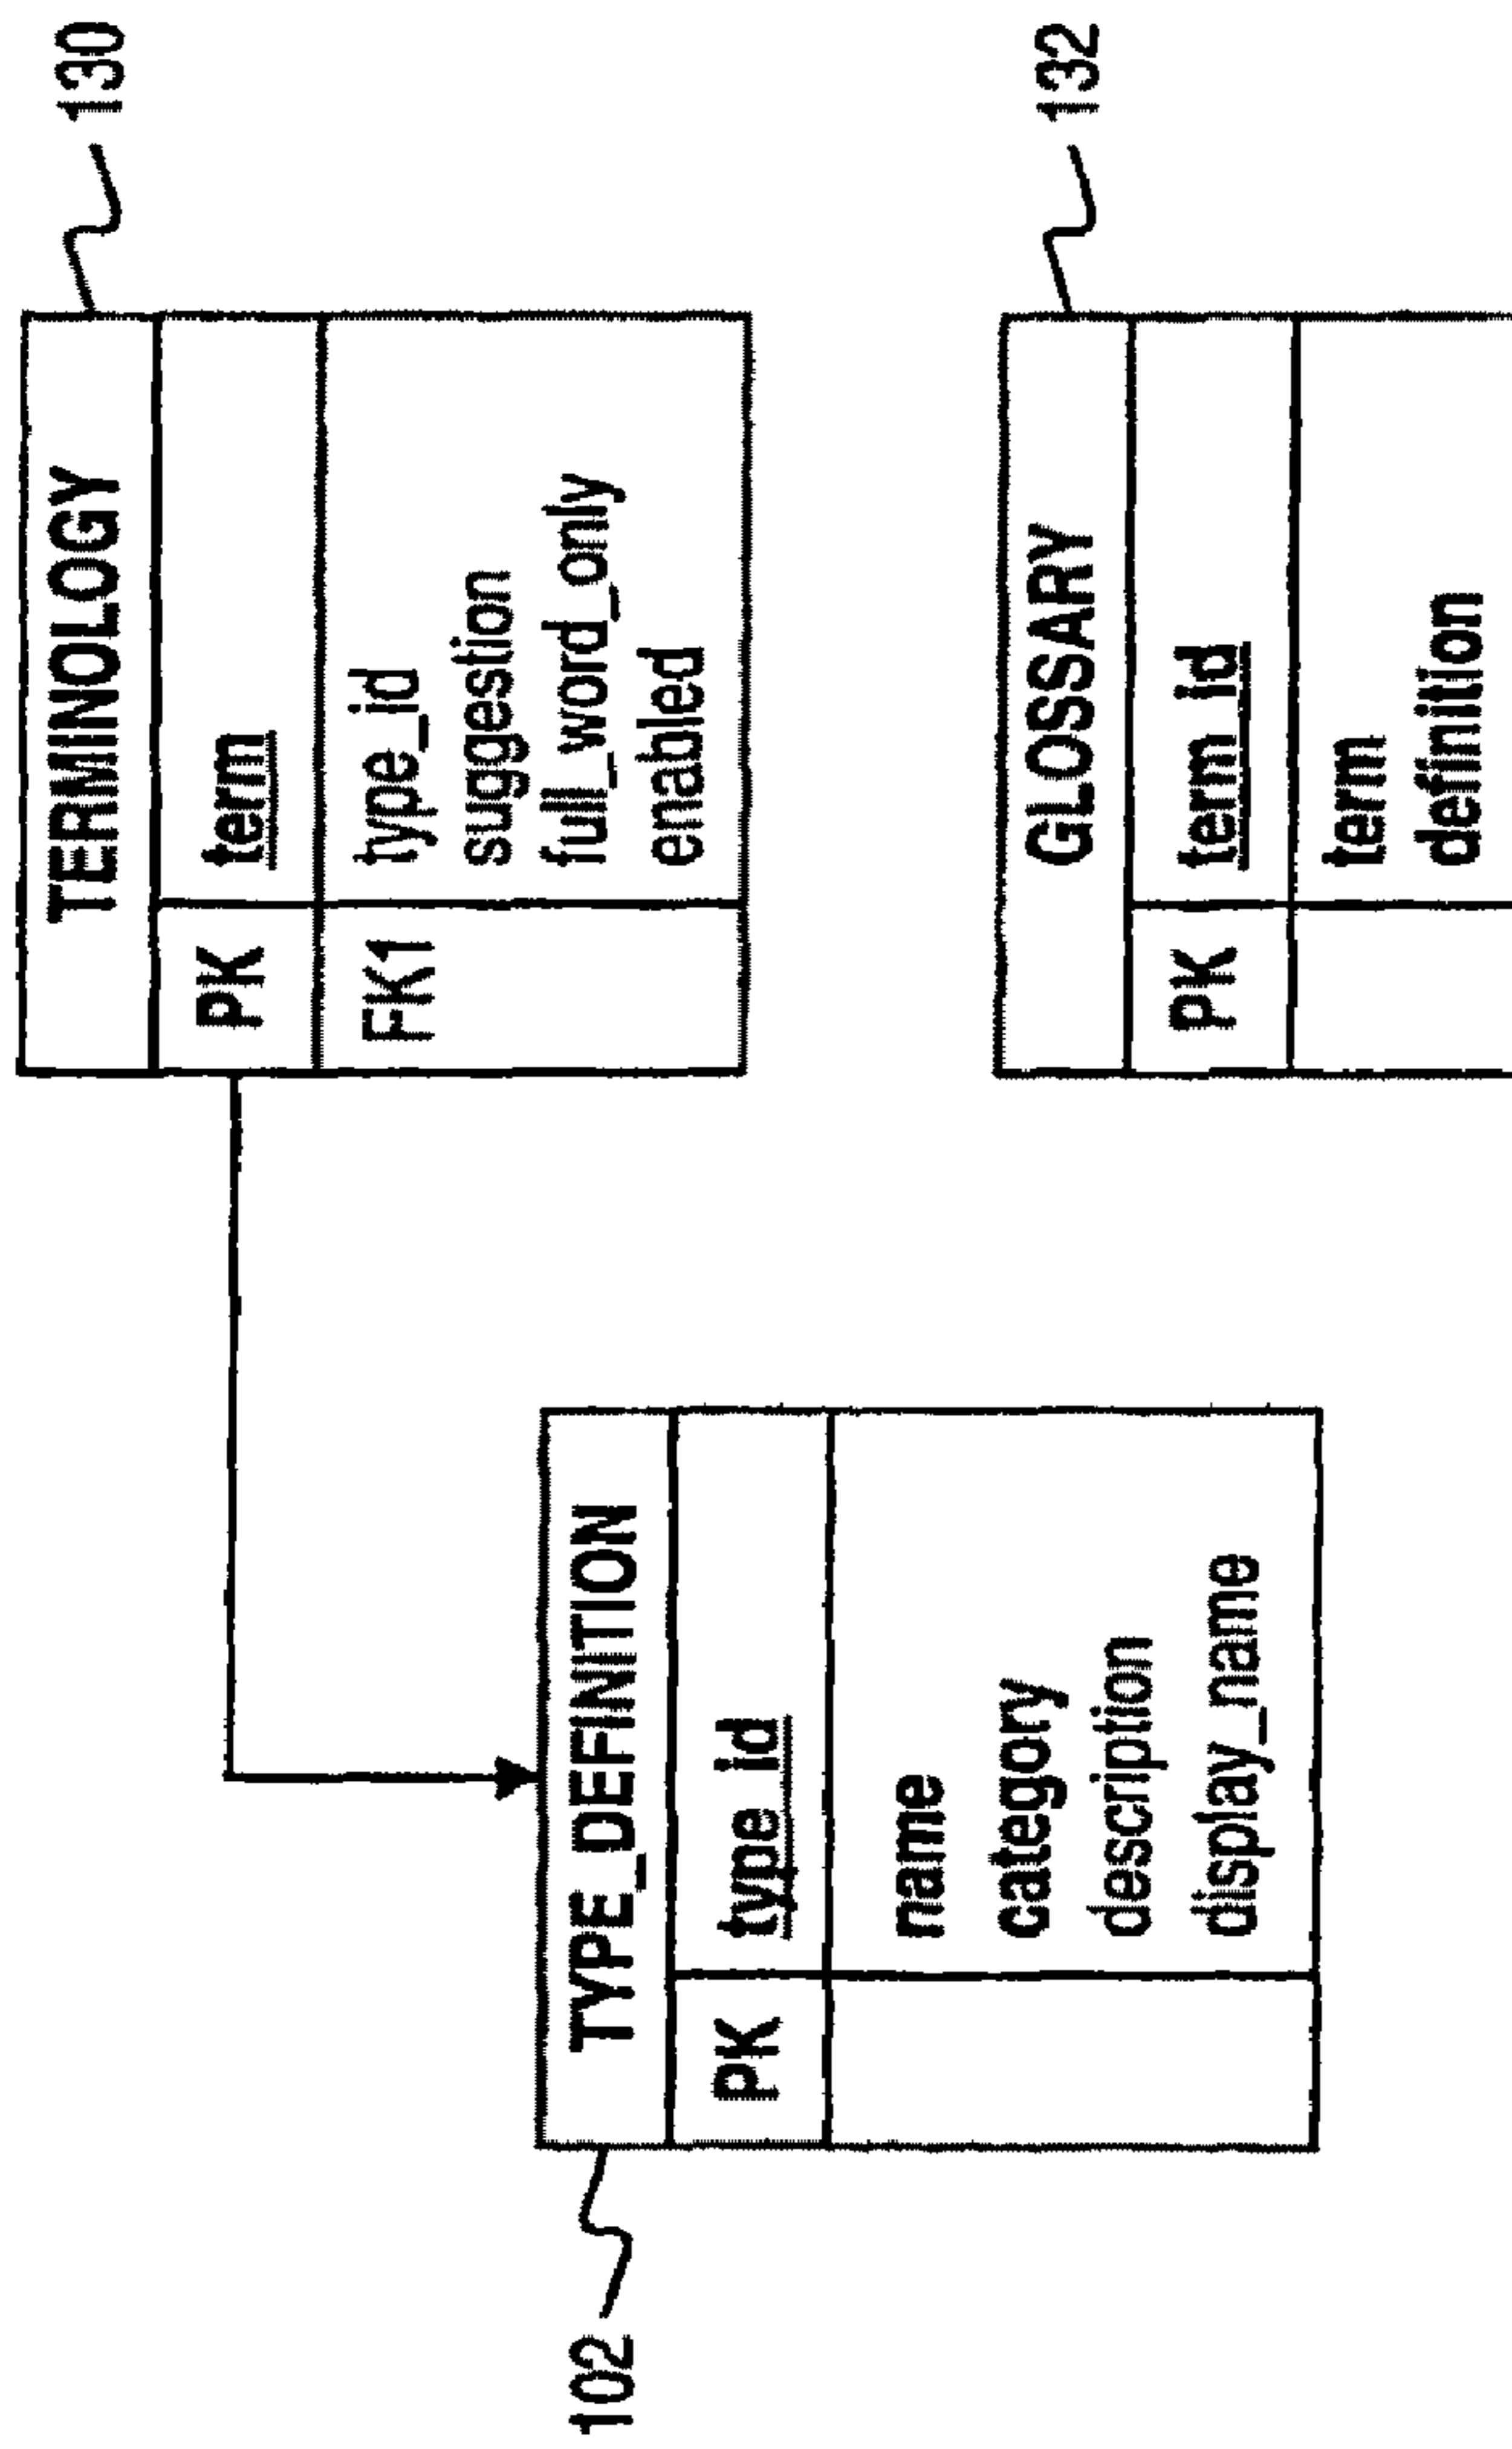 102
TYPE_DEFINITION
PK type_id
name
category
description
display_name
TERMINOLOGY
PK term
FK1 type_id
suggestion
full_word_only
enabled
130
GLOSSARY
PK term_id
term
definition
132